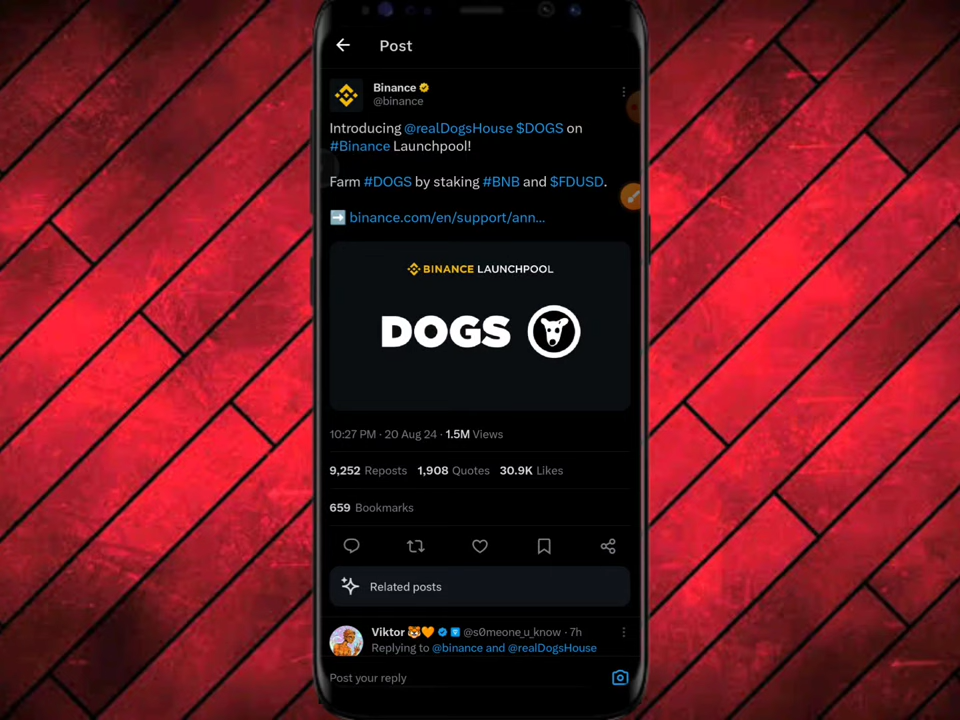 Post
Binance
@binance
Introducing @realDogsHouse $DOGS on
#Binance Launchpool!
Farm #DOGS by staking #BNB and $FDUSD.
➡️ binance.com/en/support/ann...
BINANCE LAUNCHPOOL
DOGS
10:27 PM · 20 Aug 24 · 1.5M Views
9,252 Reposts 1,908 Quotes 30.9K Likes
659 Bookmarks
Related posts
Viktor 🐯🧡 @s0meone_u_know · 7h
Replying to @binance and @realDogsHouse
Post your reply